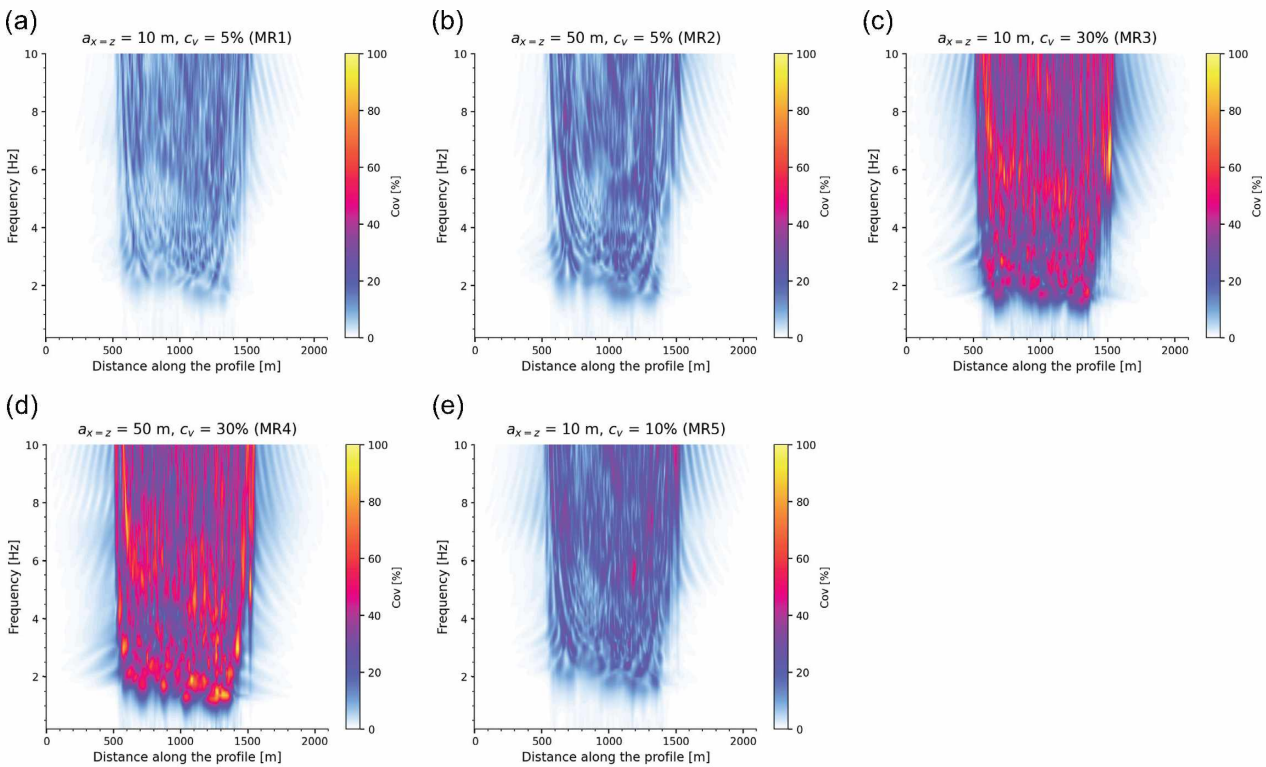 (a)
a_{x=z} = 10 m, c_v = 5% (MR1)
10
8
6
4
2
Frequency [Hz]
0 500 1000 1500 2000
Distance along the profile [m]
100
80
60
40
20
0
Cov [%]
(b)
a_{x=z} = 50 m, c_v = 5% (MR2)
10
8
6
4
2
Frequency [Hz]
0 500 1000 1500 2000
Distance along the profile [m]
100
80
60
40
20
0
Cov [%]
(c)
a_{x=z} = 10 m, c_v = 30% (MR3)
10
8
6
4
2
Frequency [Hz]
0 500 1000 1500 2000
Distance along the profile [m]
100
80
60
40
20
0
Cov [%]
(d)
a_{x=z} = 50 m, c_v = 30% (MR4)
10
8
6
4
2
Frequency [Hz]
0 500 1000 1500 2000
Distance along the profile [m]
100
80
60
40
20
0
Cov [%]
(e)
a_{x=z} = 10 m, c_v = 10% (MR5)
10
8
6
4
2
Frequency [Hz]
0 500 1000 1500 2000
Distance along the profile [m]
100
80
60
40
20
0
Cov [%]